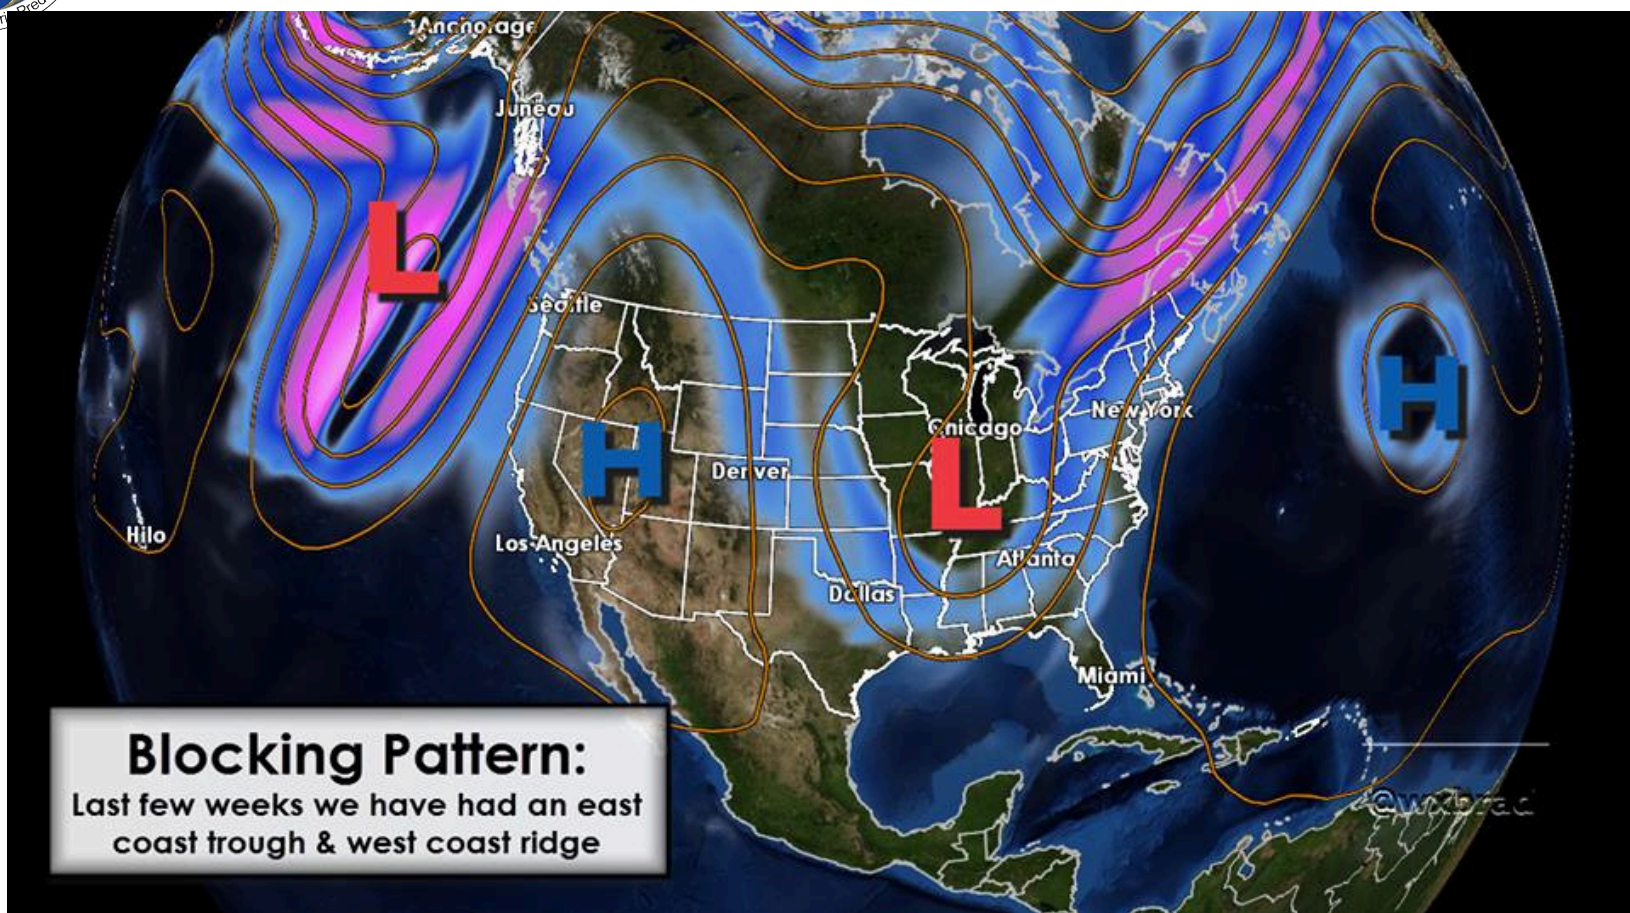 Anchorage
Juneau
L
Seattle
H
New York
Chicago
H
Denver
L
Hilo
Los Angeles
Atlanta
Dallas
Miami
Blocking Pattern:
Last few weeks we have had an east
coast trough & west coast ridge
@wxbrad